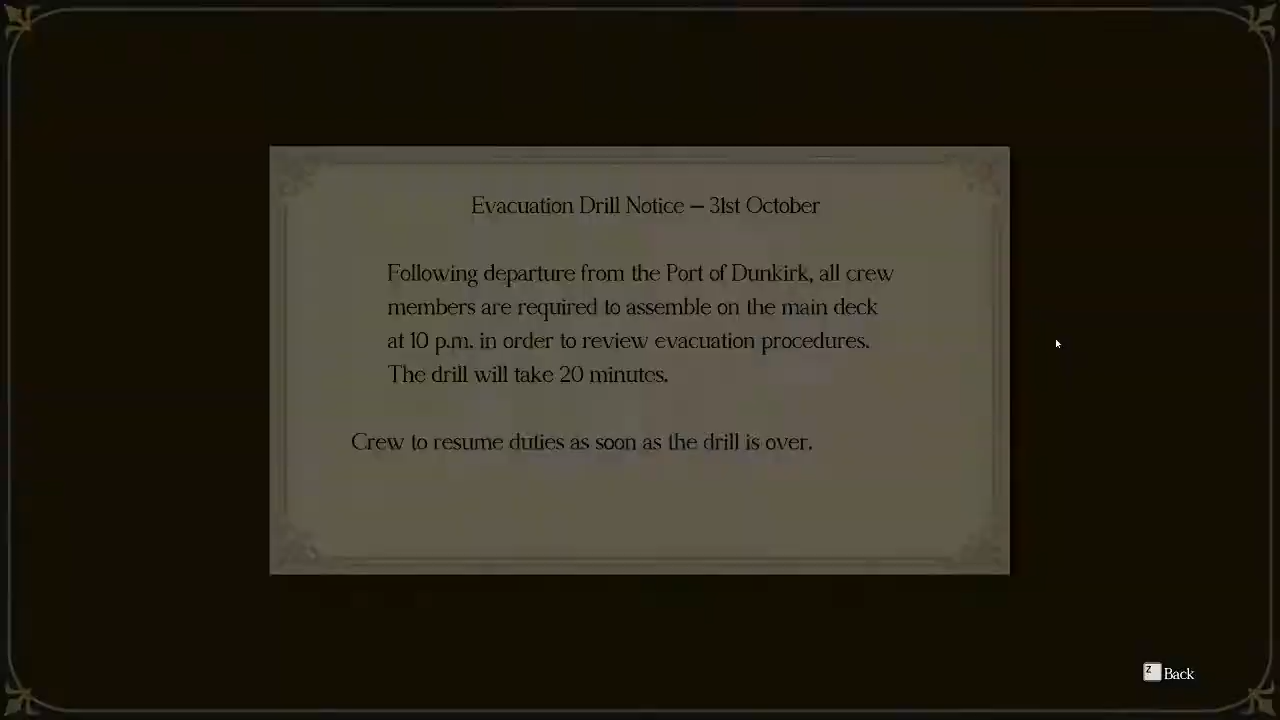 Evacuation Drill Notice – 31st October
Following departure from the Port of Dunkirk, all crew
members are required to assemble on the main deck
at 10 p.m. in order to review evacuation procedures.
The drill will take 20 minutes.
Crew to resume duties as soon as the drill is over.
Z Back